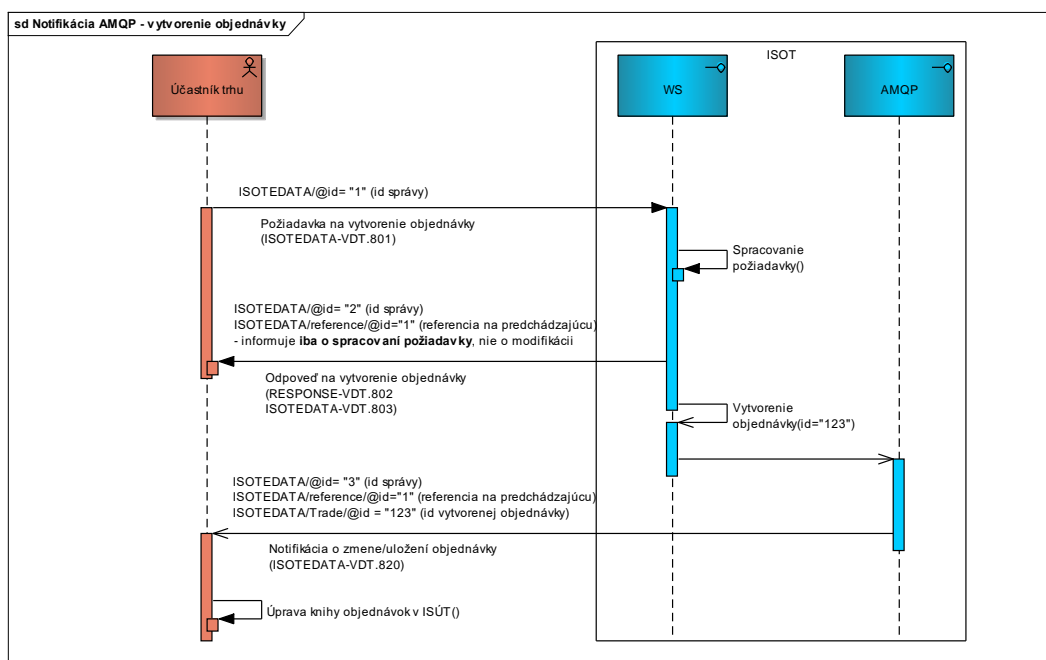 sd Notifikácia AMQP - vytvorenie objednávky
ISOT
Účastník trhu
WS
AMQP
ISOTEDATA/@id= "1" (id správy)
Požiadavka na vytvorenie objednávky
(ISOTEDATA-VDT.801)
Spracovanie
požiadavky()
ISOTEDATA/@id= "2" (id správy)
ISOTEDATA/reference/@id="1" (referencia na predchádzajúcu)
- informuje iba o spracovaní požiadavky, nie o modifikácii
Odpoveď na vytvorenie objednávky
(RESPONSE-VDT.802
ISOTEDATA-VDT.803)
Vytvorenie
objednávky(id="123")
ISOTEDATA/@id= "3" (id správy)
ISOTEDATA/reference/@id="1" (referencia na predchádzajúcu)
ISOTEDATA/Trade/@id = "123" (id vytvorenej objednávky)
Notifikácia o zmene/uložení objednávky
(ISOTEDATA-VDT.820)
Úprava knihy objednávok v ISÚT()